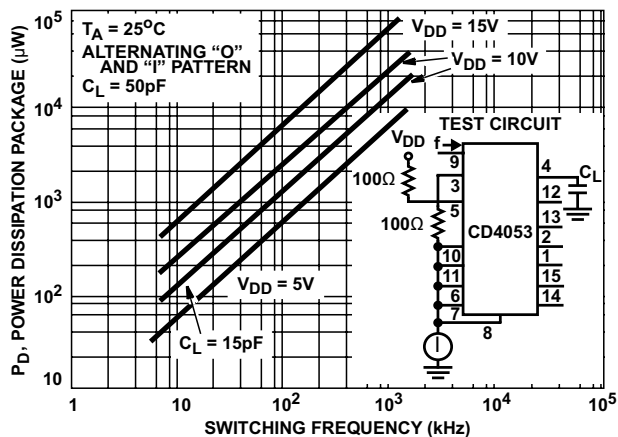 T_A = 25°C
ALTERNATING “O”
AND “I” PATTERN
C_L = 50pF
V_DD = 15V
V_DD = 10V
V_DD = 5V
C_L = 15pF
TEST CIRCUIT
V_DD
f
100Ω
100Ω
9
3
5
10
11
6
7
8
CD4053
4
12
13
2
1
15
14
C_L
I
P_D, POWER DISSIPATION PACKAGE (μW)
10⁵
10⁴
10³
10²
10
1
10
10²
10³
10⁴
10⁵
SWITCHING FREQUENCY (kHz)